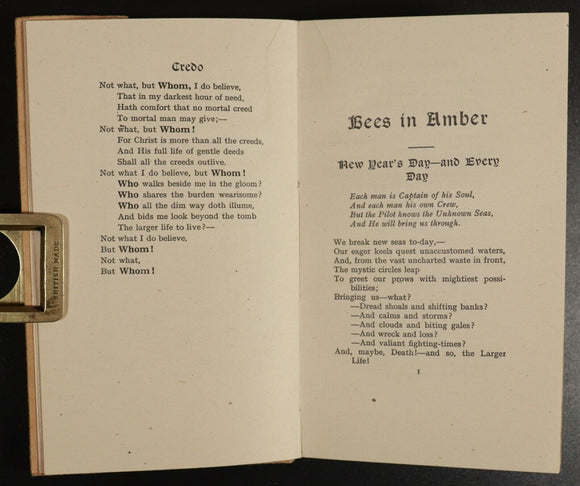 Credo
Not what, but Whom, I do believe,
That in my darkest hour of need,
Hath comfort that no mortal creed
To mortal man may give;—
Not what, but Whom!
For Christ is more than all the creeds,
And His full life of gentle deeds
Shall all the creeds outlive.
Not what I do believe, but Whom!
Who walks beside me in the gloom?
Who shares the burden wearisome?
Who all the dim way doth illume,
And bids me look beyond the tomb
The larger life to live?—
Not what I do believe,
But Whom!
Not what,
But Whom!
BRITISH MADE
Bees in Amber
New Year's Day—and Every
Day
Each man is Captain of his Soul,
And each man his own Crew,
But the Pilot knows the Unknown Seas,
And He will bring us through.
We break new seas to-day,—
Our eager keels quest unaccustomed waters,
And, from the vast uncharted waste in front,
The mystic circles leap
To greet our prows with mightiest possi-
bilities;
Bringing us—what?
—Dread shoals and shifting banks?
—And calms and storms?
—And clouds and biting gales?
—And wreck and loss?
—And valiant fighting-times?
And, maybe, Death!—and so, the Larger
Life!
1